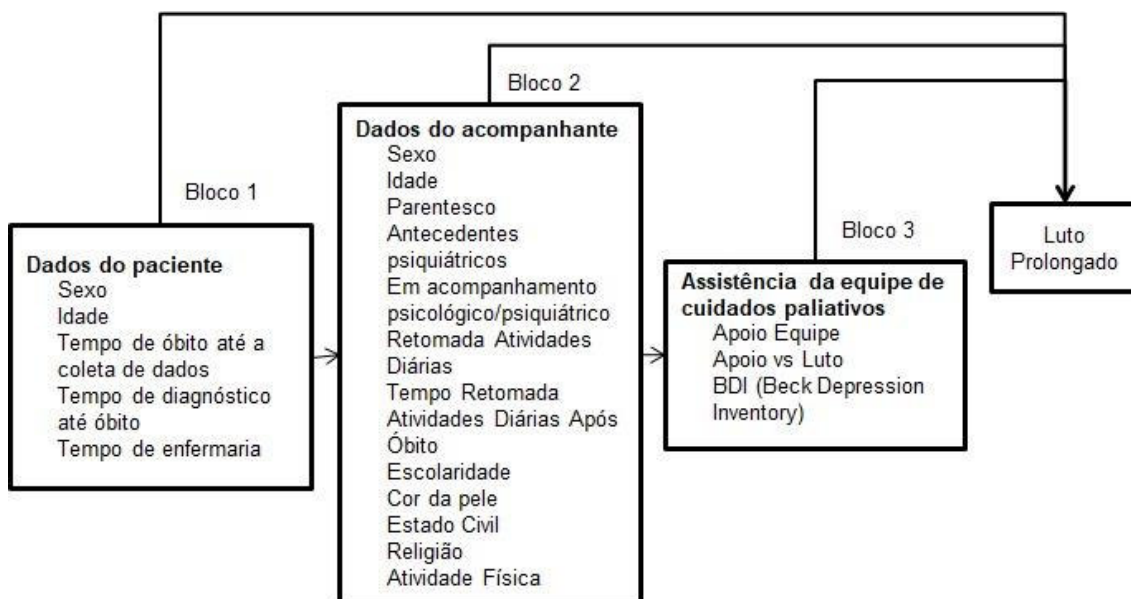 Bloco 1
Dados do paciente
Sexo
Idade
Tempo de óbito até a
coleta de dados
Tempo de diagnóstico
até óbito
Tempo de enfermaria
Bloco 2
Dados do acompanhante
Sexo
Idade
Parentesco
Antecedentes
psiquiátricos
Em acompanhamento
psicológico/psiquiátrico
Retomada Atividades
Diárias
Tempo Retomada
Atividades Diárias Após
Óbito
Escolaridade
Cor da pele
Estado Civil
Religião
Atividade Física
Bloco 3
Assistência da equipe de
cuidados paliativos
Apoio Equipe
Apoio vs Luto
BDI (Beck Depression
Inventory)
Luto
Prolongado